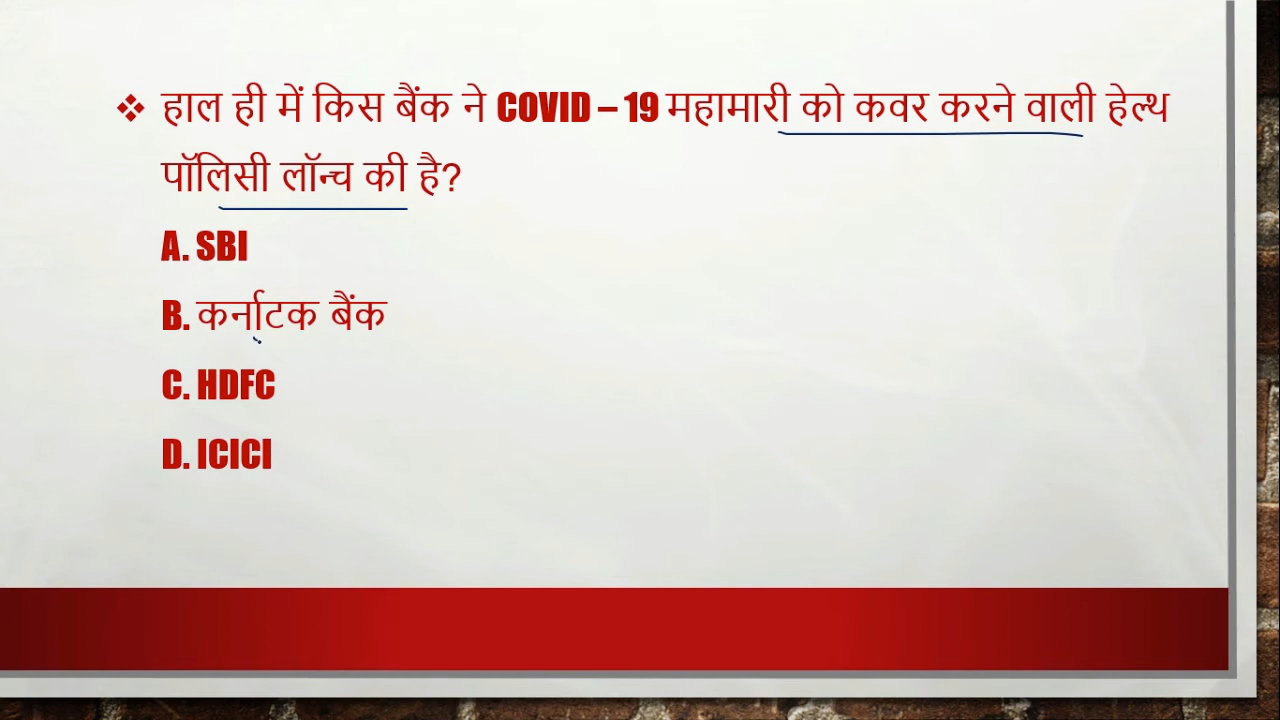 ❖ हाल ही में किस बैंक ने COVID – 19 महामारी को कवर करने वाली हेल्थ
पॉलिसी लॉन्च की है?
A. SBI
B. कर्नाटक बैंक
C. HDFC
D. ICICI